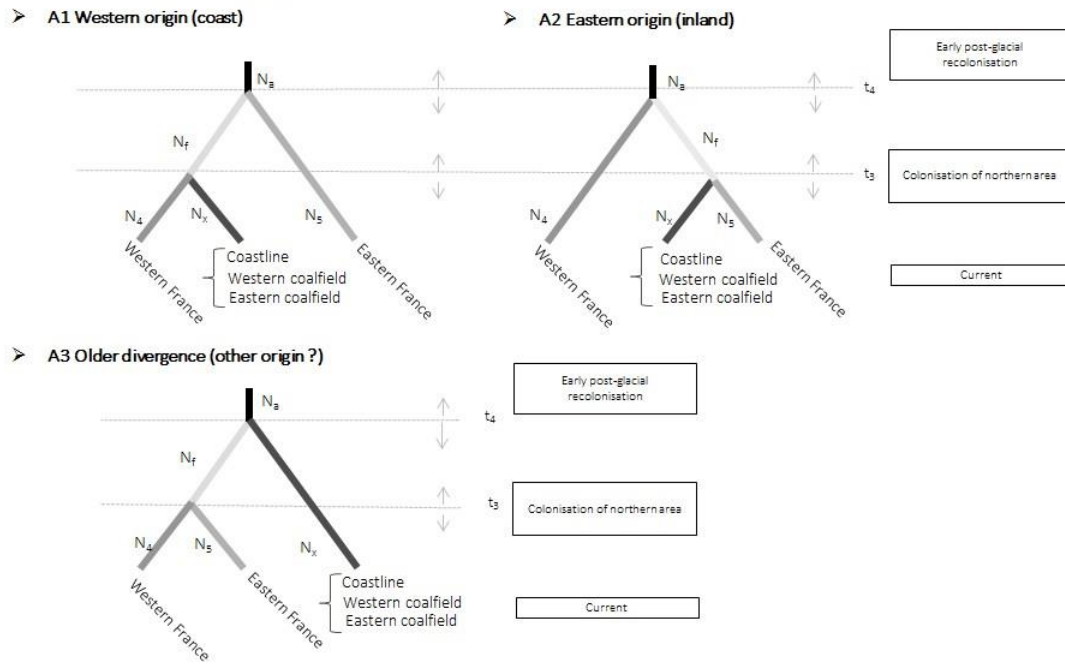 ➤ A1 Western origin (coast)
➤ A2 Eastern origin (inland)
Early post-glacial
recolonisation
Nₐ
Nₐ
t₄
N_f
N_f
t₃
Colonisation of northern area
N₄
Nₓ
N₅
N₄
Nₓ
N₅
Western France
Coastline
Western coalfield
Eastern coalfield
Eastern France
Western France
Coastline
Western coalfield
Eastern coalfield
Eastern France
Current
➤ A3 Older divergence (other origin ?)
Early post-glacial
recolonisation
Nₐ
t₄
N_f
t₃
Colonisation of northern area
N₄
N₅
Nₓ
Western France
Eastern France
Coastline
Western coalfield
Eastern coalfield
Current